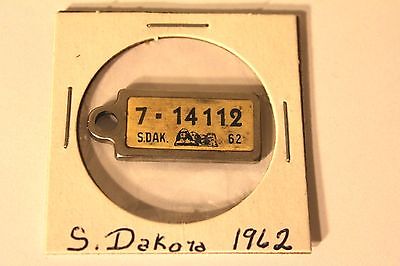 7 - 14112
S.DAK. 62
S. Dakota 1962